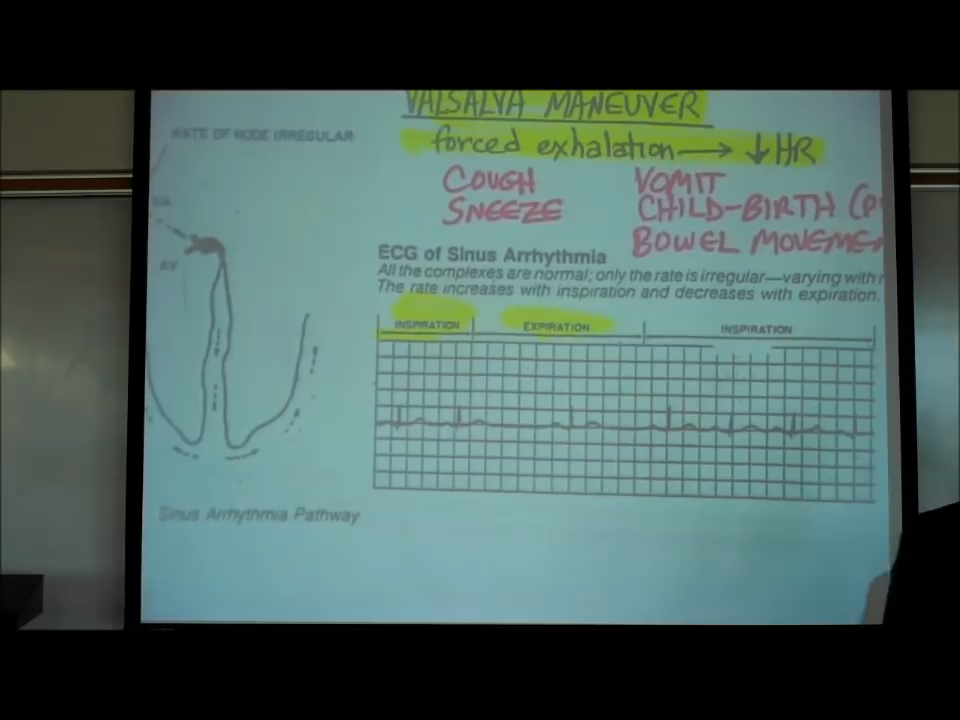 VALSALVA MANEUVER
forced exhalation → ↓ HR
COUGH
SNEEZE
VOMIT
CHILD-BIRTH
BOWEL
RATE OF NODE IRREGULAR
SA
AV
Sinus Arrhythmia Pathway
ECG of Sinus Arrhythmia
All the complexes are normal; only the rate is irregular—varying with
The rate increases with inspiration and decreases with expiration.
INSPIRATION EXPIRATION INSPIRATION